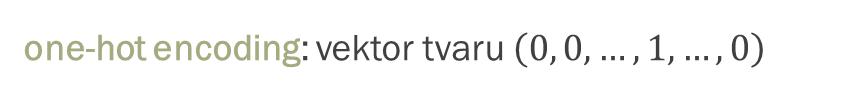 one-hot encoding: vektor tvaru (0, 0, … , 1, … , 0)